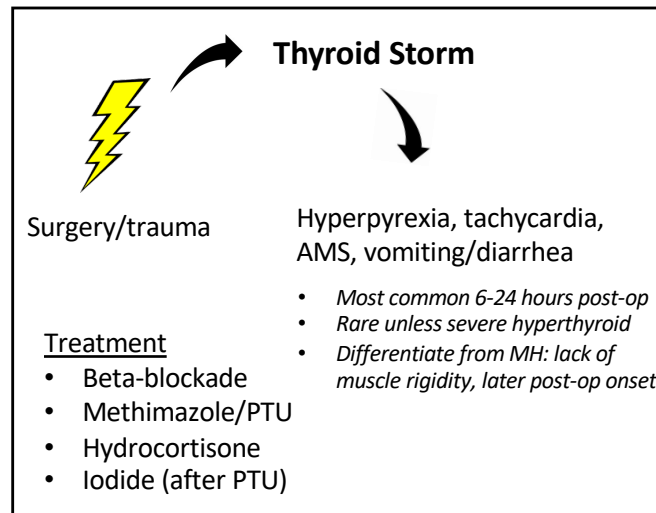 Thyroid Storm
Surgery/trauma
Hyperpyrexia, tachycardia,
AMS, vomiting/diarrhea
• Most common 6-24 hours post-op
• Rare unless severe hyperthyroid
• Differentiate from MH: lack of
muscle rigidity, later post-op onset
Treatment
• Beta-blockade
• Methimazole/PTU
• Hydrocortisone
• Iodide (after PTU)